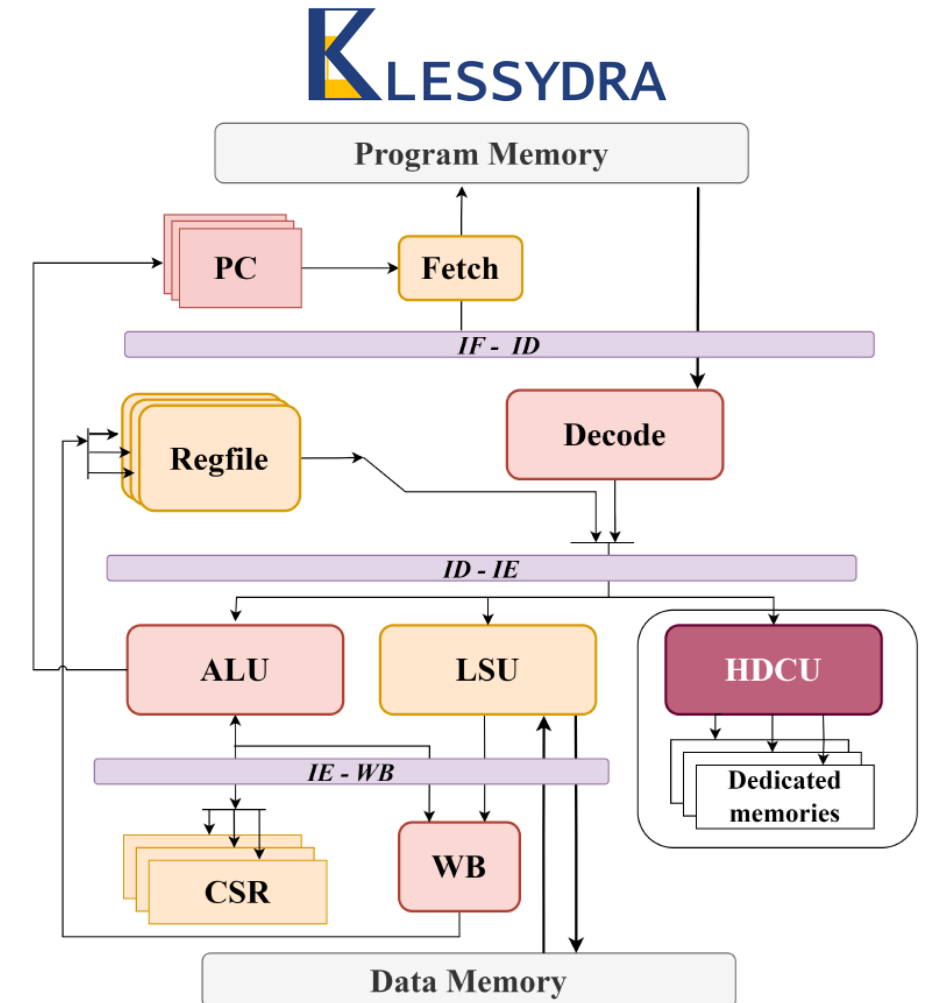 KLESSYDRA
Program Memory
PC
Fetch
IF - ID
Regfile
Decode
ID - IE
ALU
LSU
HDCU
IE - WB
Dedicated
memories
CSR
WB
Data Memory